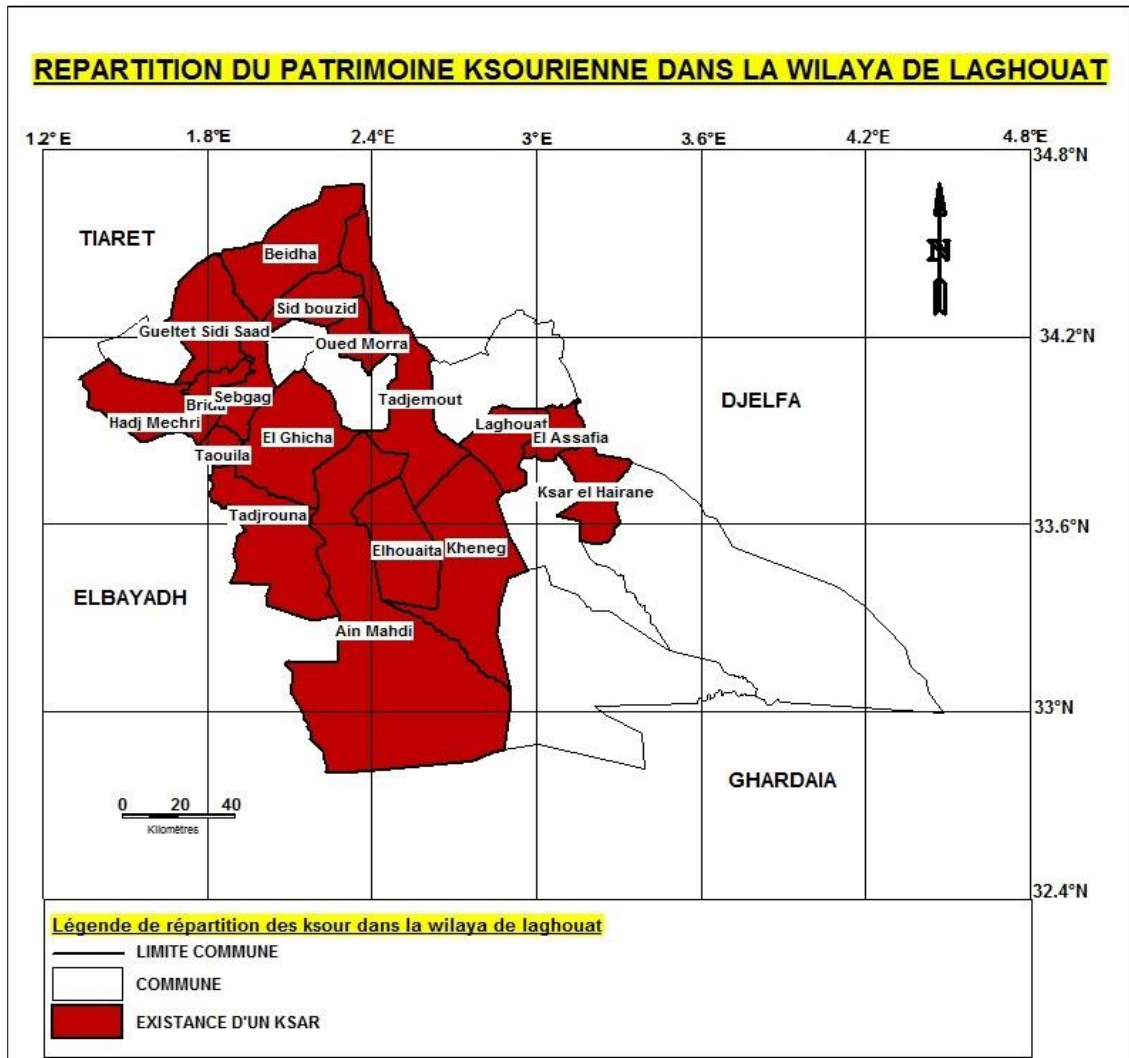 REPARTITION DU PATRIMOINE KSOURIENNE DANS LA WILAYA DE LAGHOUAT
1.2°E 1.8°E 2.4°E 3°E 3.6°E 4.2°E 4.8°E
34.8°N
TIARET
Beidha
N
Sid bouzid
Gueltet Sidi Saad
Oued Morra
34.2°N
Sebgag
Tadjemout
DJELFA
Brida
Hadj Mechri
Laghouat
El Ghicha
El Assafia
Taouila
Ksar el Hairane
Tadjrouna
33.6°N
Elhouaita
Kheneg
ELBAYADH
Ain Mahdi
33°N
GHARDAIA
0 20 40
Kilomètres
32.4°N
Légende de répartition des ksour dans la wilaya de laghouat
LIMITE COMMUNE
COMMUNE
EXISTANCE D'UN KSAR